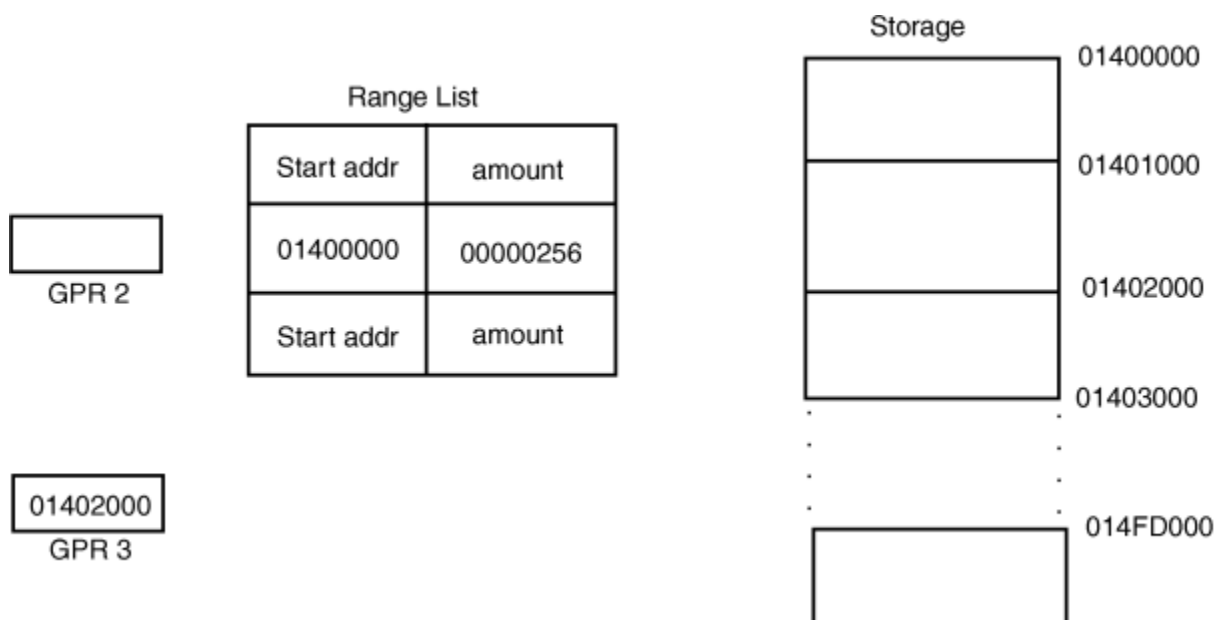 Storage
01400000
Range List
Start addr amount
01401000
01400000 00000256
GPR 2
01402000
Start addr amount
01403000
01402000
GPR 3
014FD000